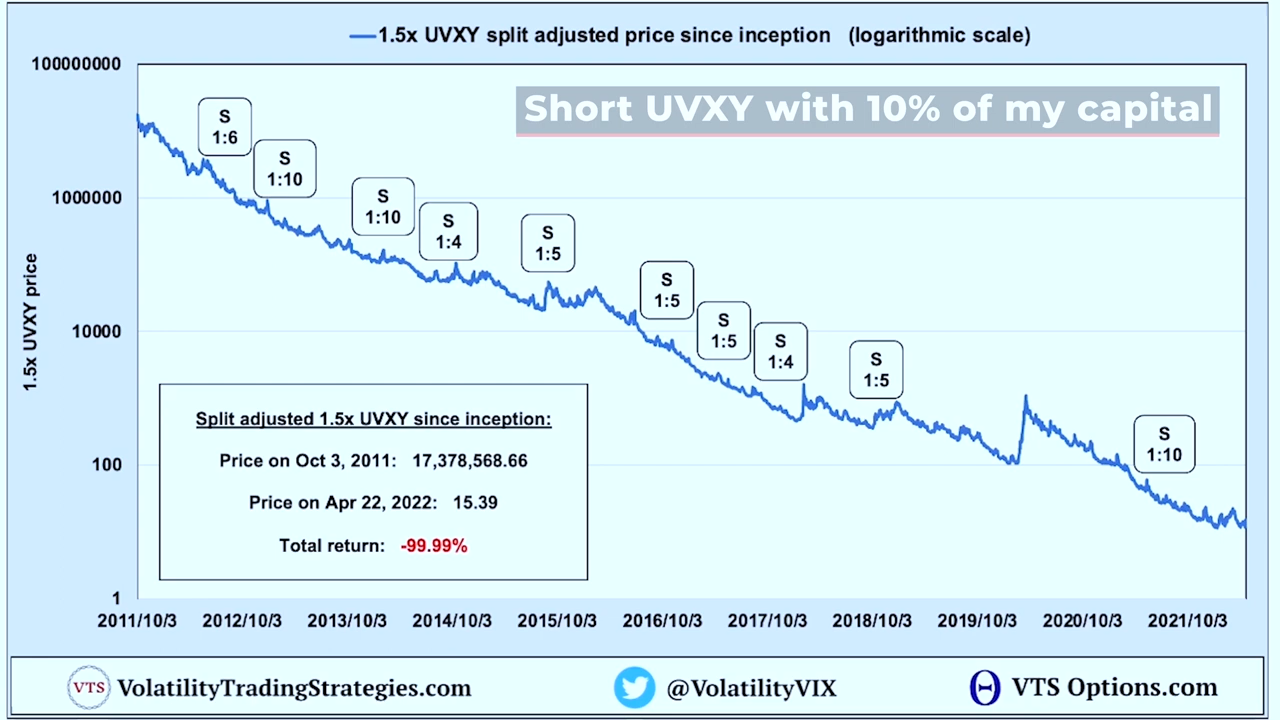 1.5x UVXY split adjusted price since inception (logarithmic scale)
100000000
1000000
10000
100
1
1.5x UVXY price
Short UVXY with 10% of my capital
S
1:6
S
1:10
S
1:10
S
1:4
S
1:5
S
1:5
S
1:5
S
1:4
S
1:5
S
1:10
Split adjusted 1.5x UVXY since inception:
Price on Oct 3, 2011: 17,378,568.66
Price on Apr 22, 2022: 15.39
Total return: -99.99%
2011/10/3 2012/10/3 2013/10/3 2014/10/3 2015/10/3 2016/10/3 2017/10/3 2018/10/3 2019/10/3 2020/10/3 2021/10/3
VTS VolatilityTradingStrategies.com @VolatilityVIX VTS Options.com